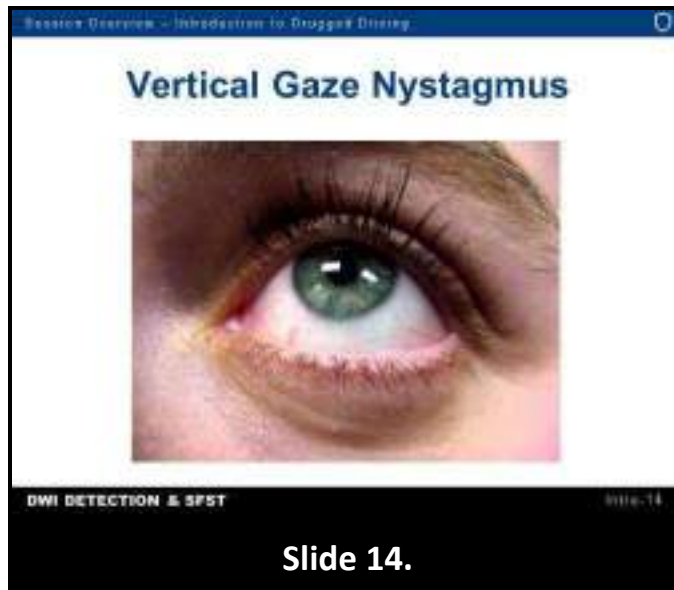 Session Overview – Introduction to Drugged Driving
Vertical Gaze Nystagmus
DWI DETECTION & SFST
Intro-14
Slide 14.